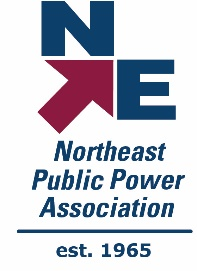 N
E
Northeast
Public Power
Association
est. 1965